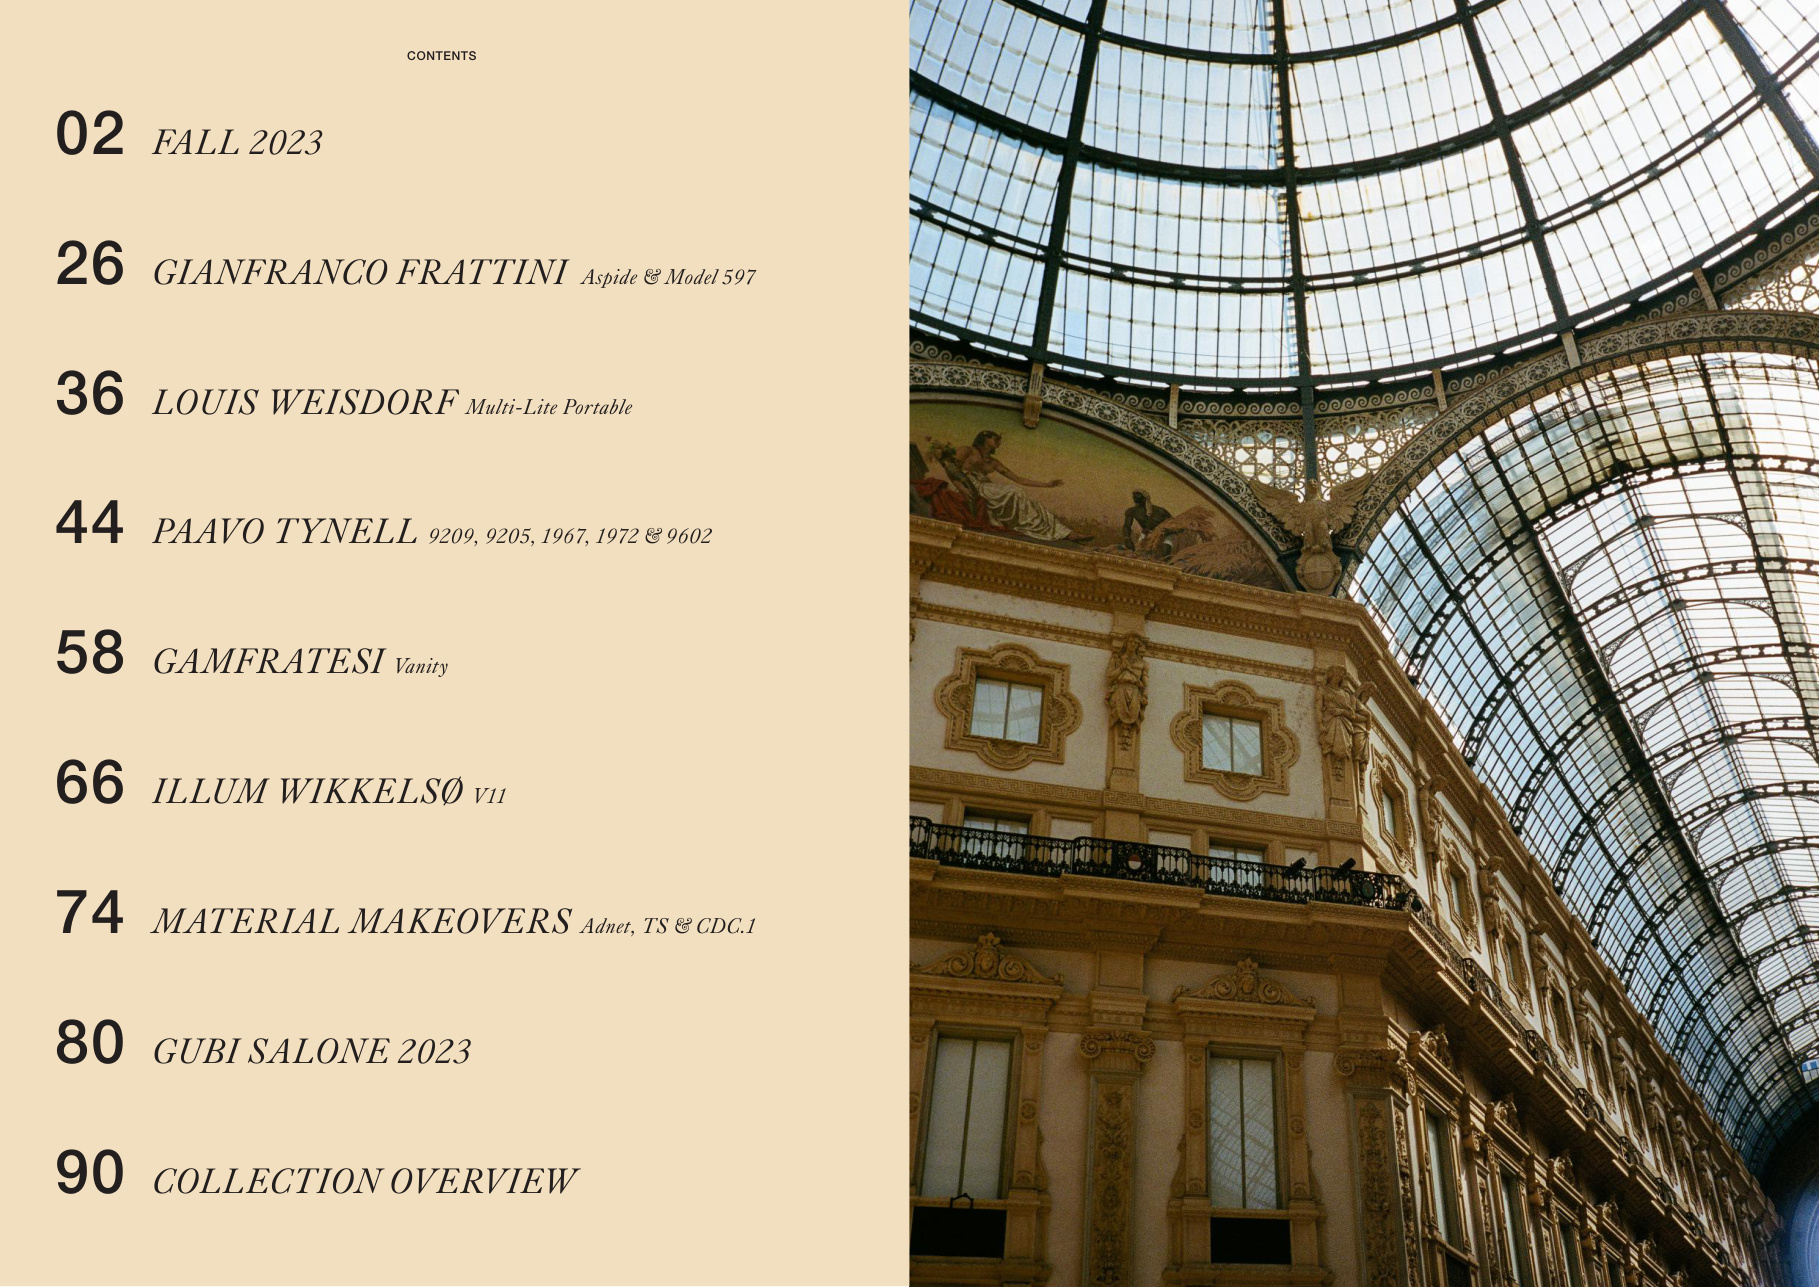 CONTENTS
02 FALL 2023
26 GIANFRANCO FRATTINI Aspide & Model 597
36 LOUIS WEISDORF Multi-Lite Portable
44 PAAVO TYNELL 9209, 9205, 1967, 1972 & 9602
58 GAMFRATESI Vanity
66 ILLUM WIKKELSØ V11
74 MATERIAL MAKEOVERS Adnet, TS & CDC.1
80 GUBI SALONE 2023
90 COLLECTION OVERVIEW